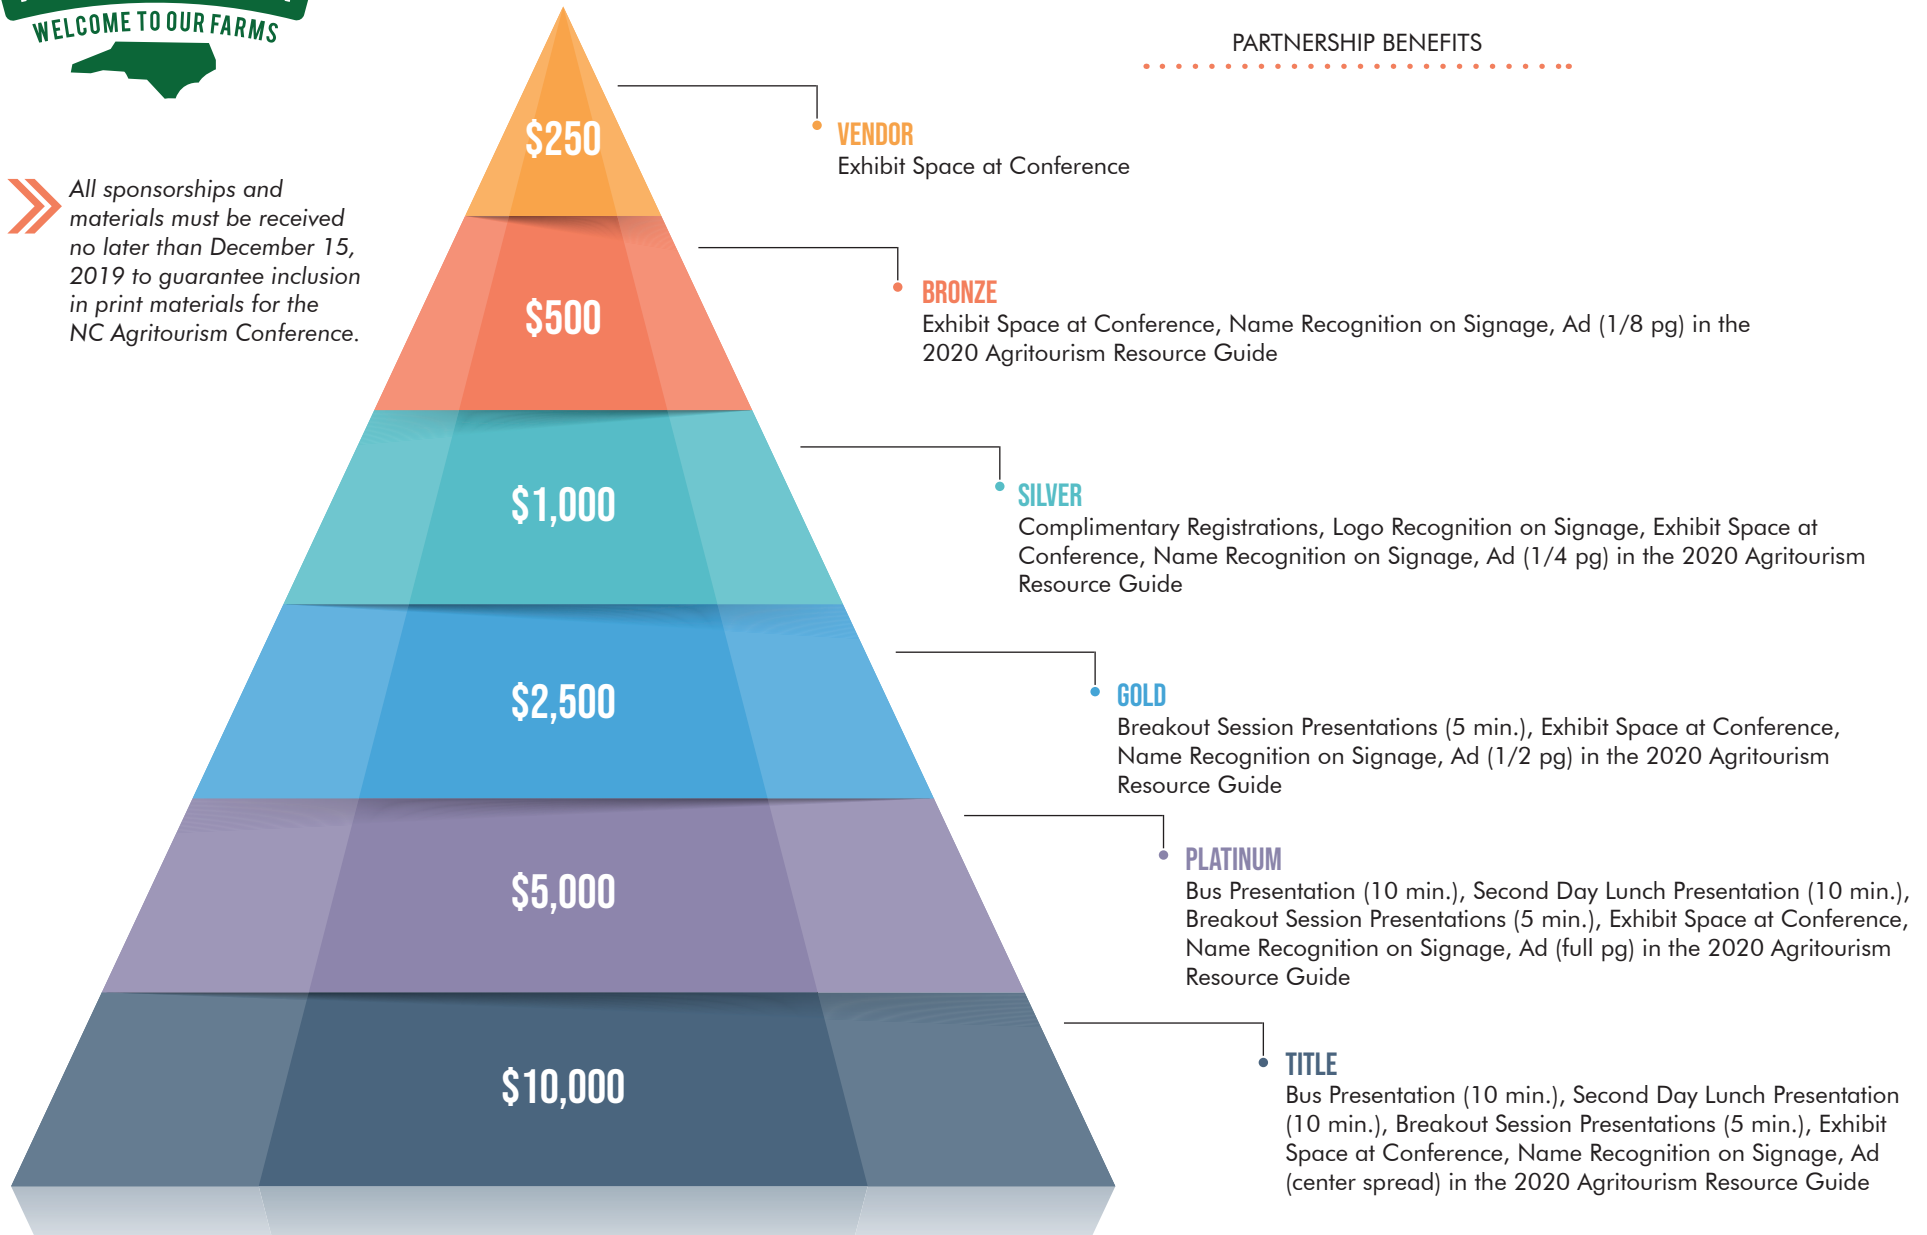 WELCOME TO OUR FARMS
PARTNERSHIP BENEFITS
All sponsorships and
materials must be received
no later than December 15,
2019 to guarantee inclusion
in print materials for the
NC Agritourism Conference.
$250
VENDOR
Exhibit Space at Conference
$500
BRONZE
Exhibit Space at Conference, Name Recognition on Signage, Ad (1/8 pg) in the
2020 Agritourism Resource Guide
$1,000
SILVER
Complimentary Registrations, Logo Recognition on Signage, Exhibit Space at
Conference, Name Recognition on Signage, Ad (1/4 pg) in the 2020 Agritourism
Resource Guide
$2,500
GOLD
Breakout Session Presentations (5 min.), Exhibit Space at Conference,
Name Recognition on Signage, Ad (1/2 pg) in the 2020 Agritourism
Resource Guide
$5,000
PLATINUM
Bus Presentation (10 min.), Second Day Lunch Presentation (10 min.),
Breakout Session Presentations (5 min.), Exhibit Space at Conference,
Name Recognition on Signage, Ad (full pg) in the 2020 Agritourism
Resource Guide
$10,000
TITLE
Bus Presentation (10 min.), Second Day Lunch Presentation
(10 min.), Breakout Session Presentations (5 min.), Exhibit
Space at Conference, Name Recognition on Signage, Ad
(center spread) in the 2020 Agritourism Resource Guide